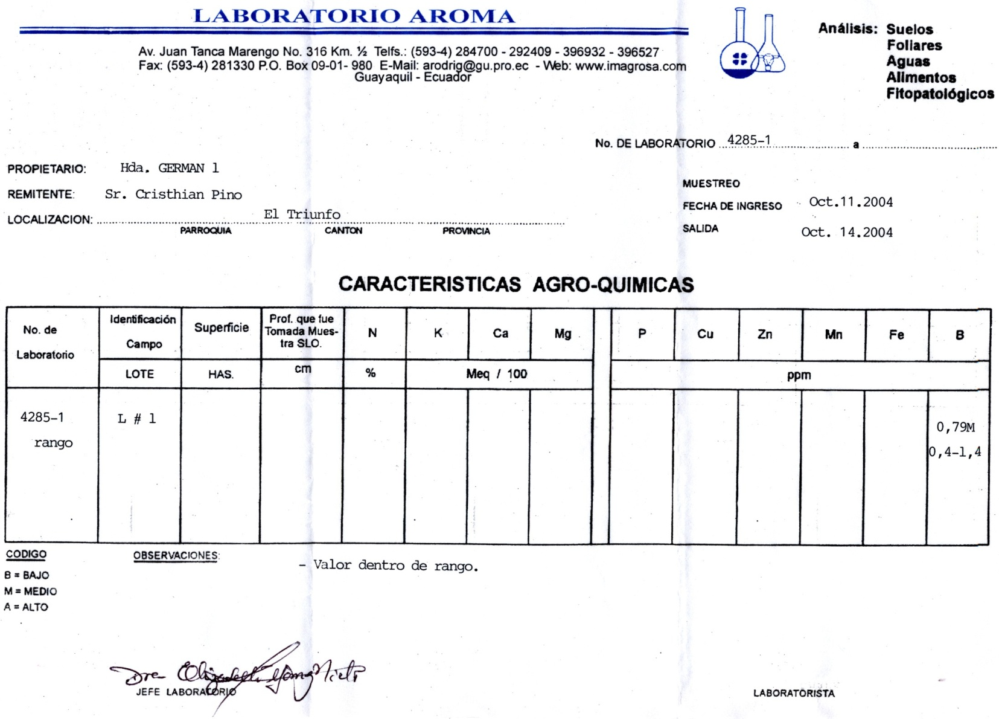 LABORATORIO AROMA
Av. Juan Tanca Marengo No. 316 Km. ½ Telfs.: (593-4) 284700 - 292409 - 396932 - 396527
Fax: (593-4) 281330 P.O. Box 09-01- 980 E-Mail: arodrig@gu.pro.ec - Web: www.imagrosa.com
Guayaquil - Ecuador
Análisis: Suelos
Foliares
Aguas
Alimentos
Fitopatológicos
No. DE LABORATORIO 4285-1 a
PROPIETARIO: Hda. GERMAN 1
REMITENTE: Sr. Cristhian Pino
LOCALIZACION: El Triunfo
PARROQUIA CANTON PROVINCIA
MUESTREO
FECHA DE INGRESO Oct.11.2004
SALIDA Oct. 14.2004
CARACTERISTICAS AGRO-QUIMICAS
No. de Laboratorio
Identificación Campo
Superficie
Prof. que fue
Tomada Mues-
tra SLO.
N K Ca Mg P Cu Zn Mn Fe B
LOTE HAS. cm % Meq / 100 ppm
4285-1 L # 1 0,79M
rango 0,4-1,4
CODIGO
B = BAJO
M = MEDIO
A = ALTO
OBSERVACIONES:
- Valor dentro de rango.
Dra Elizabeth
JEFE LABORATORIO
LABORATORISTA